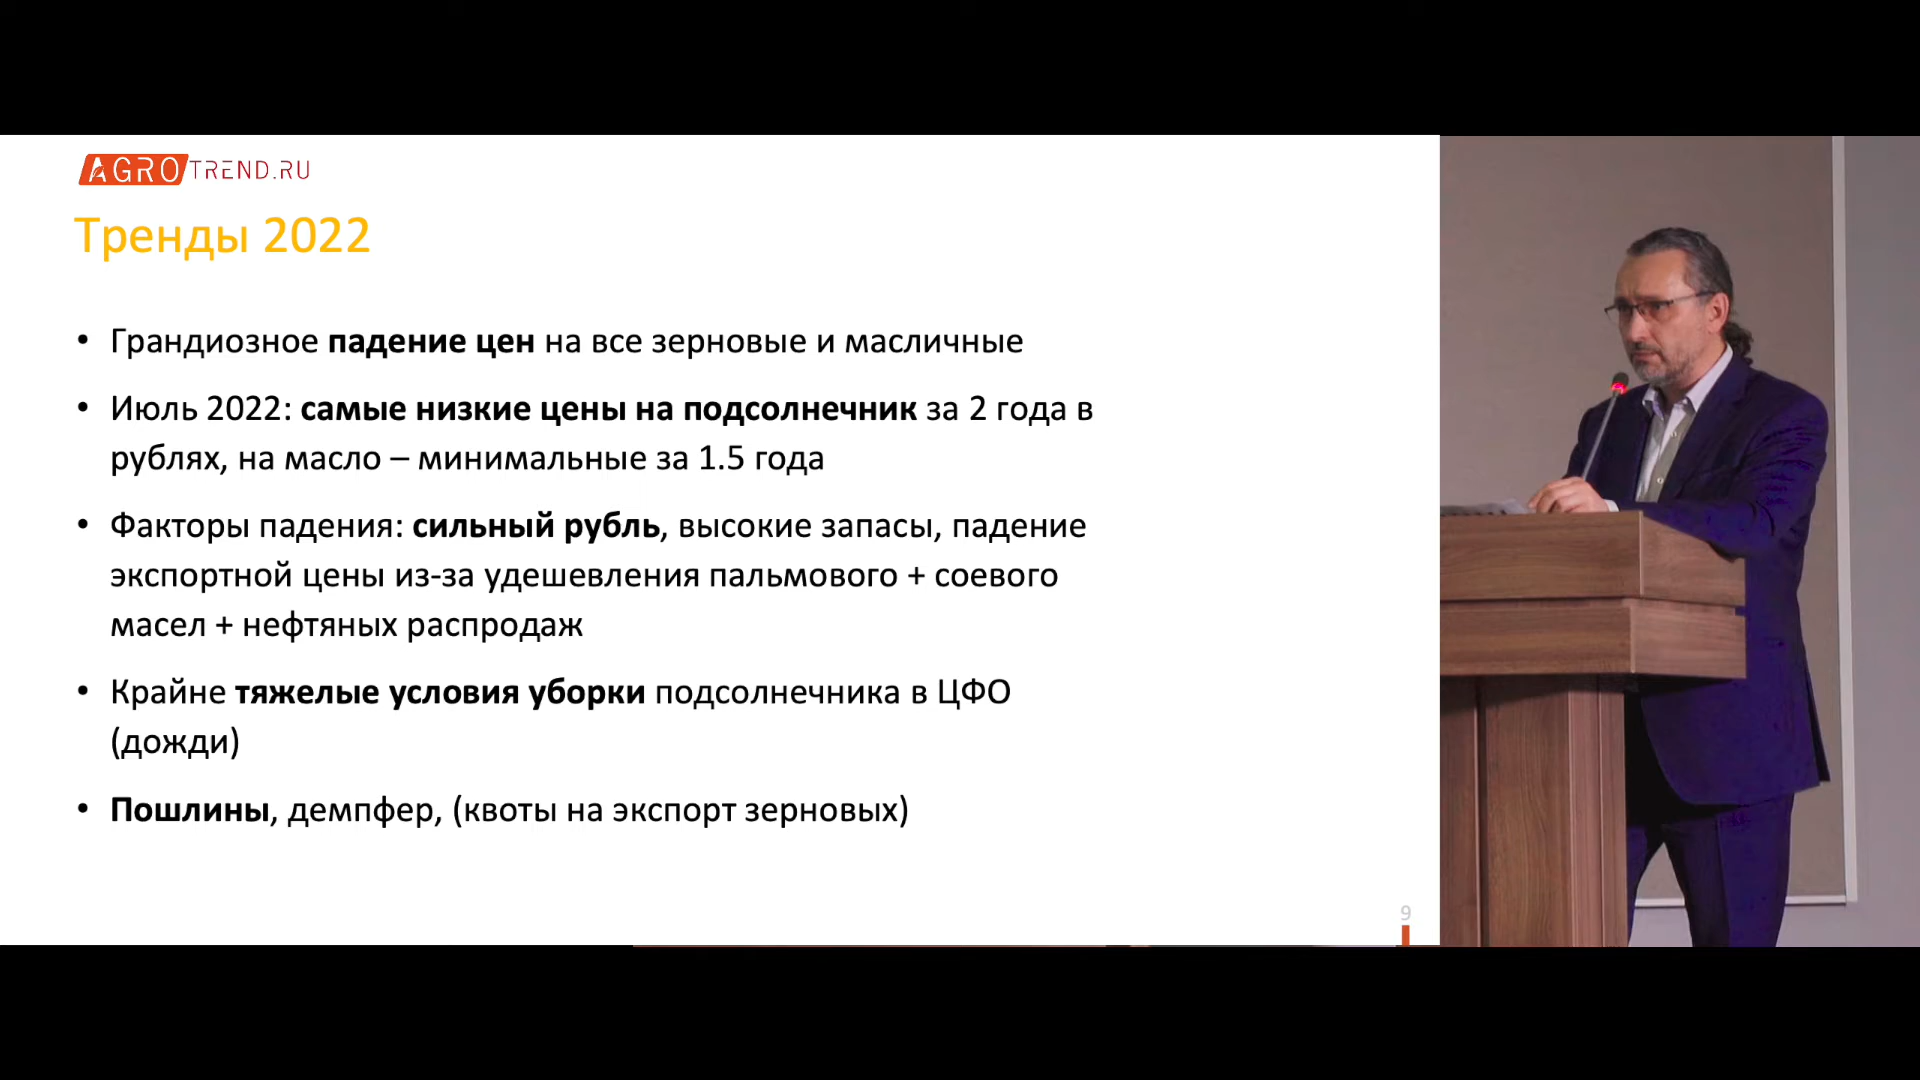 AGROTREND.RU
Тренды 2022
• Грандиозное падение цен на все зерновые и масличные
• Июль 2022: самые низкие цены на подсолнечник за 2 года в
рублях, на масло – минимальные за 1.5 года
• Факторы падения: сильный рубль, высокие запасы, падение
экспортной цены из-за удешевления пальмового + соевого
масел + нефтяных распродаж
• Крайне тяжелые условия уборки подсолнечника в ЦФО
(дожди)
• Пошлины, демпфер, (квоты на экспорт зерновых)
9